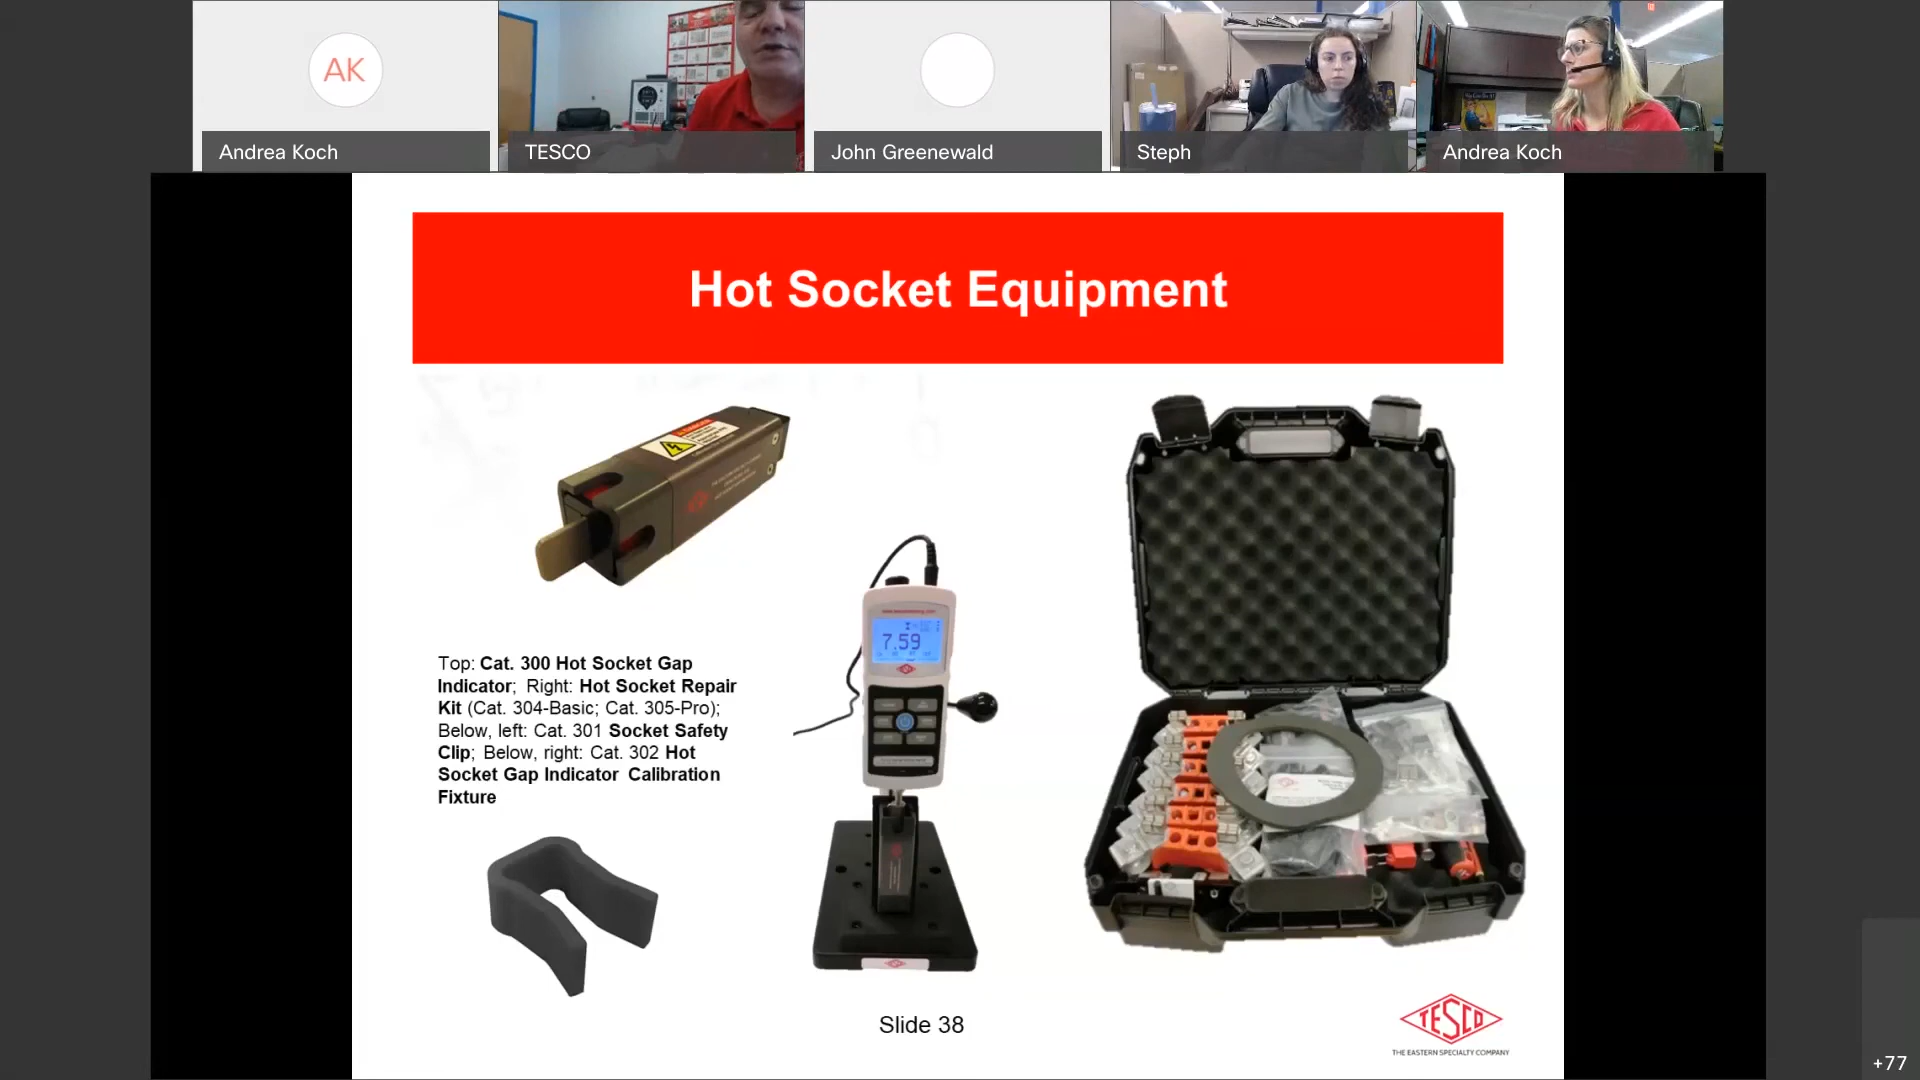 AK
Andrea Koch
TESCO
John Greenewald
Steph
Andrea Koch
Hot Socket Equipment
DANGER
7.59
Top: Cat. 300 Hot Socket Gap
Indicator; Right: Hot Socket Repair
Kit (Cat. 304-Basic; Cat. 305-Pro);
Below, left: Cat. 301 Socket Safety
Clip; Below, right: Cat. 302 Hot
Socket Gap Indicator Calibration
Fixture
Slide 38
TESCO
THE EASTERN SPECIALTY COMPANY
+77